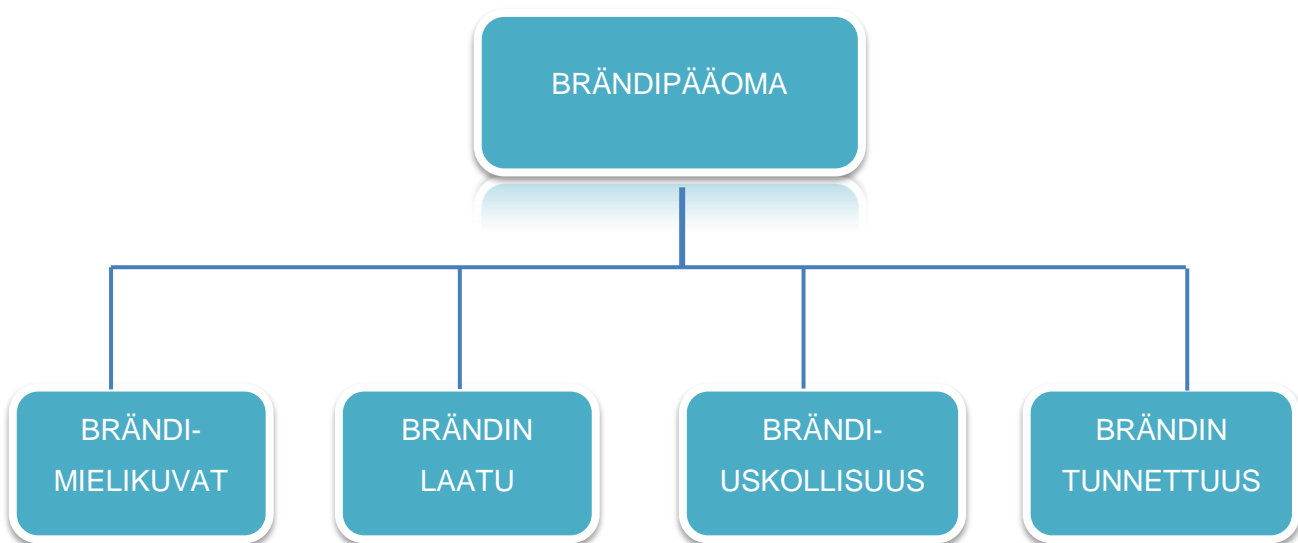 BRÄNDIPÄÄOMA
BRÄNDI-
MIELIKUVAT
BRÄNDIN
LAATU
BRÄNDI-
USKOLLISUUS
BRÄNDIN
TUNNETTUUS